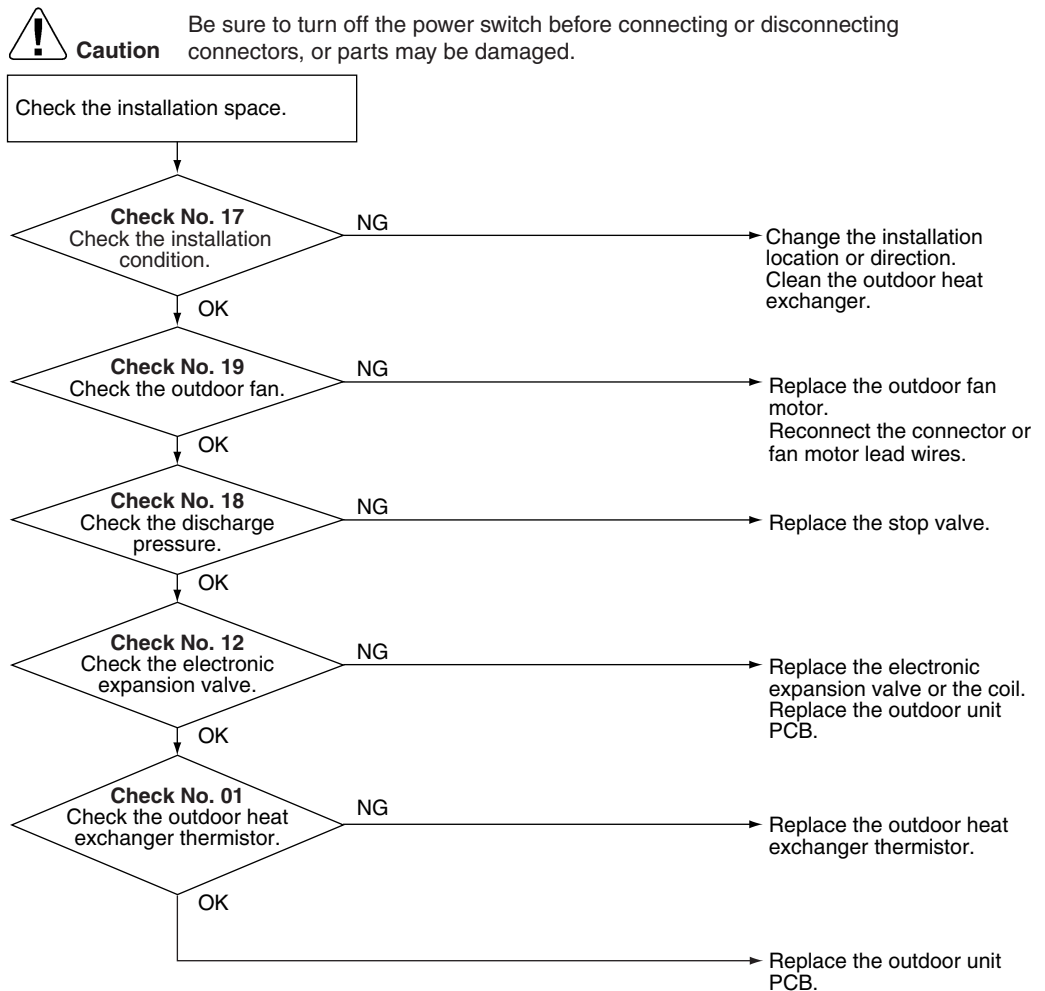 Be sure to turn off the power switch before connecting or disconnecting
Caution connectors, or parts may be damaged.
Check the installation space.
Check No. 17
Check the installation
condition.
NG
Change the installation
location or direction.
Clean the outdoor heat
exchanger.
OK
Check No. 19
Check the outdoor fan.
NG
Replace the outdoor fan
motor.
Reconnect the connector or
fan motor lead wires.
OK
Check No. 18
Check the discharge
pressure.
NG
Replace the stop valve.
OK
Check No. 12
Check the electronic
expansion valve.
NG
Replace the electronic
expansion valve or the coil.
Replace the outdoor unit
PCB.
OK
Check No. 01
Check the outdoor heat
exchanger thermistor.
NG
Replace the outdoor heat
exchanger thermistor.
OK
Replace the outdoor unit
PCB.